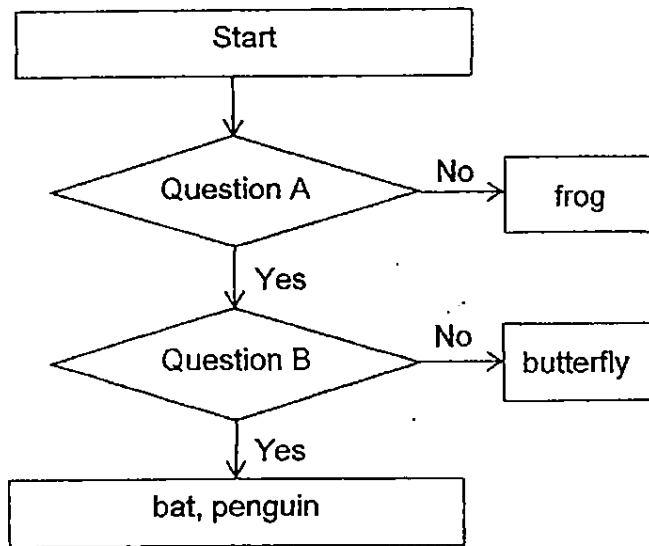 Start
Question A
No
frog
Yes
Question B
No
butterfly
Yes
bat, penguin